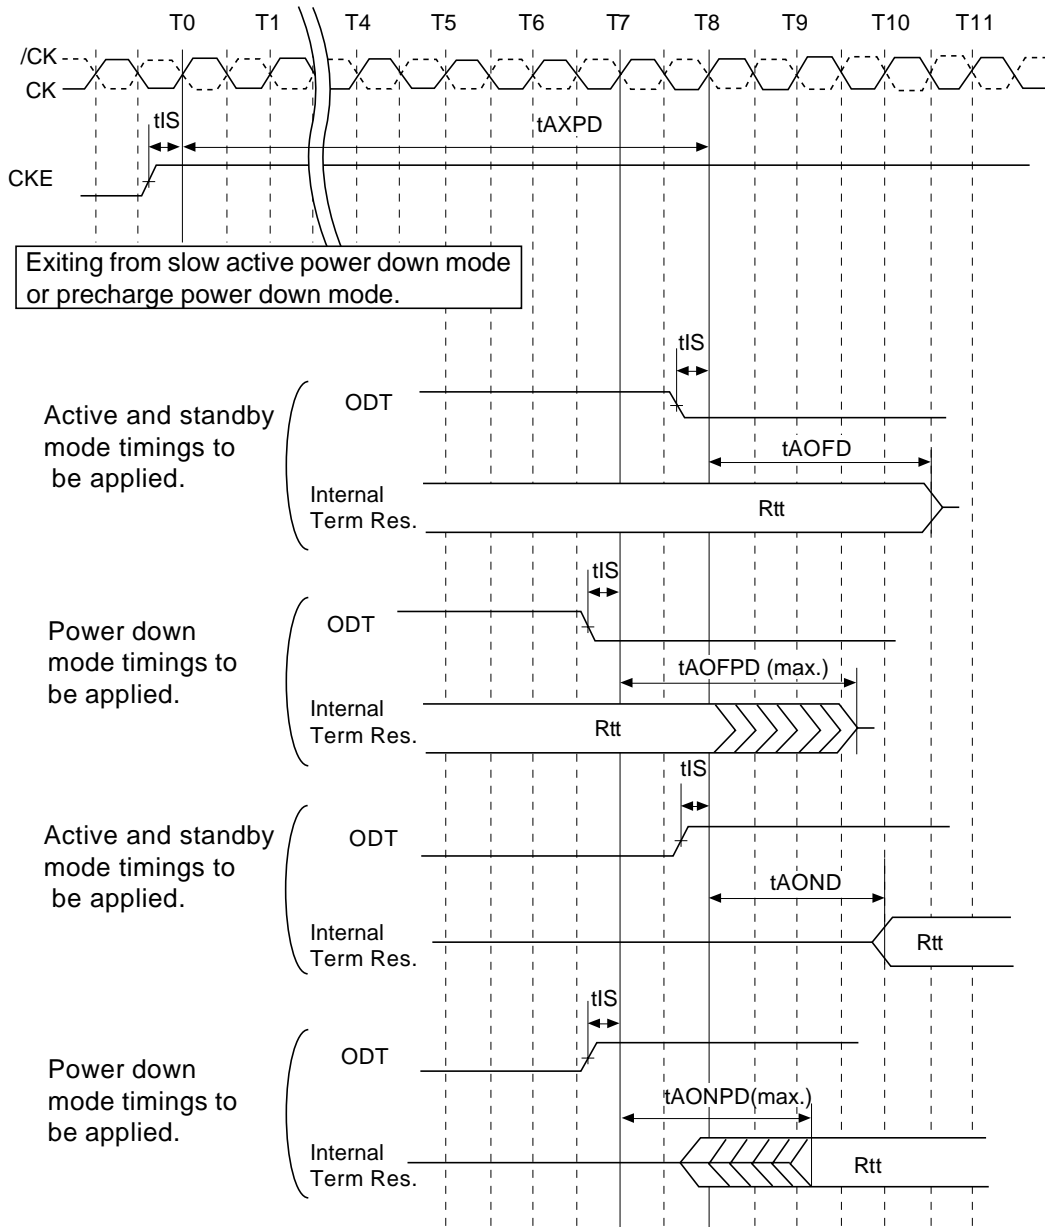 T0 T1 T4 T5 T6 T7 T8 T9 T10 T11
/CK
CK
tIS
tAXPD
CKE
Exiting from slow active power down mode
or precharge power down mode.
tIS
Active and standby
mode timings to
be applied.
ODT
tAOFD
Internal
Term Res.
Rtt
tIS
Power down
mode timings to
be applied.
ODT
tAOFPD (max.)
Internal
Term Res.
Rtt
tIS
Active and standby
mode timings to
be applied.
ODT
tAOND
Internal
Term Res.
Rtt
tIS
Power down
mode timings to
be applied.
ODT
tAONPD(max.)
Internal
Term Res.
Rtt